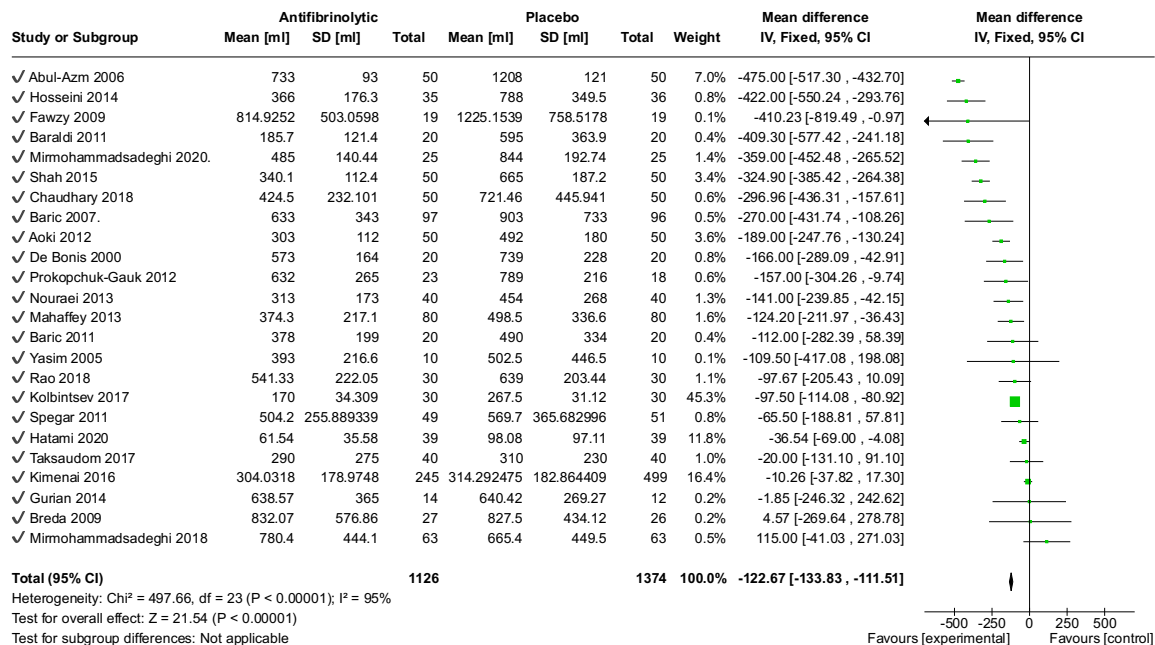 Antifibrinolytic Placebo Mean difference Mean difference
Study or Subgroup Mean [ml] SD [ml] Total Mean [ml] SD [ml] Total Weight IV, Fixed, 95% CI IV, Fixed, 95% CI
✓ Abul-Azm 2006 733 93 50 1208 121 50 7.0% -475.00 [-517.30 , -432.70]
✓ Hosseini 2014 366 176.3 35 788 349.5 36 0.8% -422.00 [-550.24 , -293.76]
✓ Fawzy 2009 814.9252 503.0598 19 1225.1539 758.5178 19 0.1% -410.23 [-819.49 , -0.97]
✓ Baraldi 2011 185.7 121.4 20 595 363.9 20 0.4% -409.30 [-577.42 , -241.18]
✓ Mirmohammadsadeghi 2020. 485 140.44 25 844 192.74 25 1.4% -359.00 [-452.48 , -265.52]
✓ Shah 2015 340.1 112.4 50 665 187.2 50 3.4% -324.90 [-385.42 , -264.38]
✓ Chaudhary 2018 424.5 232.101 50 721.46 445.941 50 0.6% -296.96 [-436.31 , -157.61]
✓ Baric 2007. 633 343 97 903 733 96 0.5% -270.00 [-431.74 , -108.26]
✓ Aoki 2012 303 112 50 492 180 50 3.6% -189.00 [-247.76 , -130.24]
✓ De Bonis 2000 573 164 20 739 228 20 0.8% -166.00 [-289.09 , -42.91]
✓ Prokopchuk-Gauk 2012 632 265 23 789 216 18 0.6% -157.00 [-304.26 , -9.74]
✓ Nouraei 2013 313 173 40 454 268 40 1.3% -141.00 [-239.85 , -42.15]
✓ Mahaffey 2013 374.3 217.1 80 498.5 336.6 80 1.6% -124.20 [-211.97 , -36.43]
✓ Baric 2011 378 199 20 490 334 20 0.4% -112.00 [-282.39 , 58.39]
✓ Yasim 2005 393 216.6 10 502.5 446.5 10 0.1% -109.50 [-417.08 , 198.08]
✓ Rao 2018 541.33 222.05 30 639 203.44 30 1.1% -97.67 [-205.43 , 10.09]
✓ Kolbintsev 2017 170 34.309 30 267.5 31.12 30 45.3% -97.50 [-114.08 , -80.92]
✓ Spegar 2011 504.2 255.889339 49 569.7 365.682996 51 0.8% -65.50 [-188.81 , 57.81]
✓ Hatami 2020 61.54 35.58 39 98.08 97.11 39 11.8% -36.54 [-69.00 , -4.08]
✓ Taksaudom 2017 290 275 40 310 230 40 1.0% -20.00 [-131.10 , 91.10]
✓ Kimenai 2016 304.0318 178.9748 245 314.292475 182.864409 499 16.4% -10.26 [-37.82 , 17.30]
✓ Gurian 2014 638.57 365 14 640.42 269.27 12 0.2% -1.85 [-246.32 , 242.62]
✓ Breda 2009 832.07 576.86 27 827.5 434.12 26 0.2% 4.57 [-269.64 , 278.78]
✓ Mirmohammadsadeghi 2018 780.4 444.1 63 665.4 449.5 63 0.5% 115.00 [-41.03 , 271.03]
Total (95% CI) 1126 1374 100.0% -122.67 [-133.83 , -111.51]
Heterogeneity: Chi² = 497.66, df = 23 (P < 0.00001); I² = 95%
Test for overall effect: Z = 21.54 (P < 0.00001)
Test for subgroup differences: Not applicable
-500 -250 0 250 500
Favours [experimental] Favours [control]